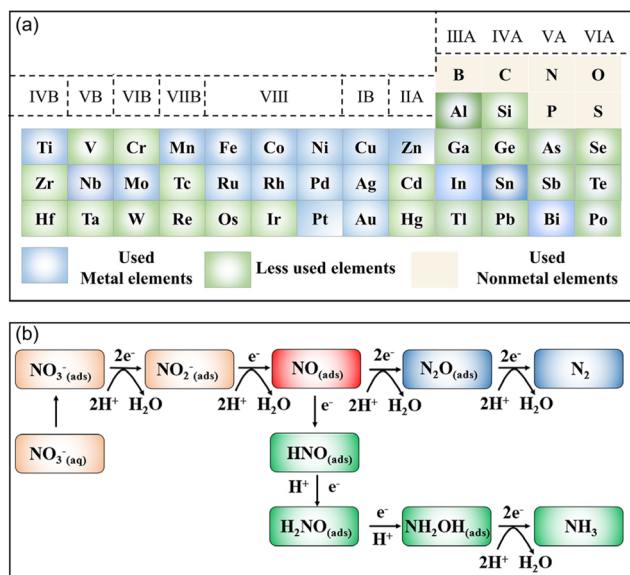 (a)
IIIA IVA VA VIA
B C N O
IVB VB VIB VIIB VIII IB IIA
Al Si P S
Ti V Cr Mn Fe Co Ni Cu Zn Ga Ge As Se
Zr Nb Mo Tc Ru Rh Pd Ag Cd In Sn Sb Te
Hf Ta W Re Os Ir Pt Au Hg Tl Pb Bi Po
Used
Metal elements
Less used elements
Used
Nonmetal elements
(b)
NO₃⁻(ads) 2e⁻ NO₂⁻(ads) e⁻ NO(ads) 2e⁻ N₂O(ads) 2e⁻ N₂
2H⁺ H₂O 2H⁺ H₂O 2H⁺ H₂O 2H⁺ H₂O
e⁻
NO₃⁻(aq) HNO(ads)
H⁺ e⁻
H₂NO(ads) e⁻ H⁺ NH₂OH(ads) 2e⁻ NH₃
2H⁺ H₂O